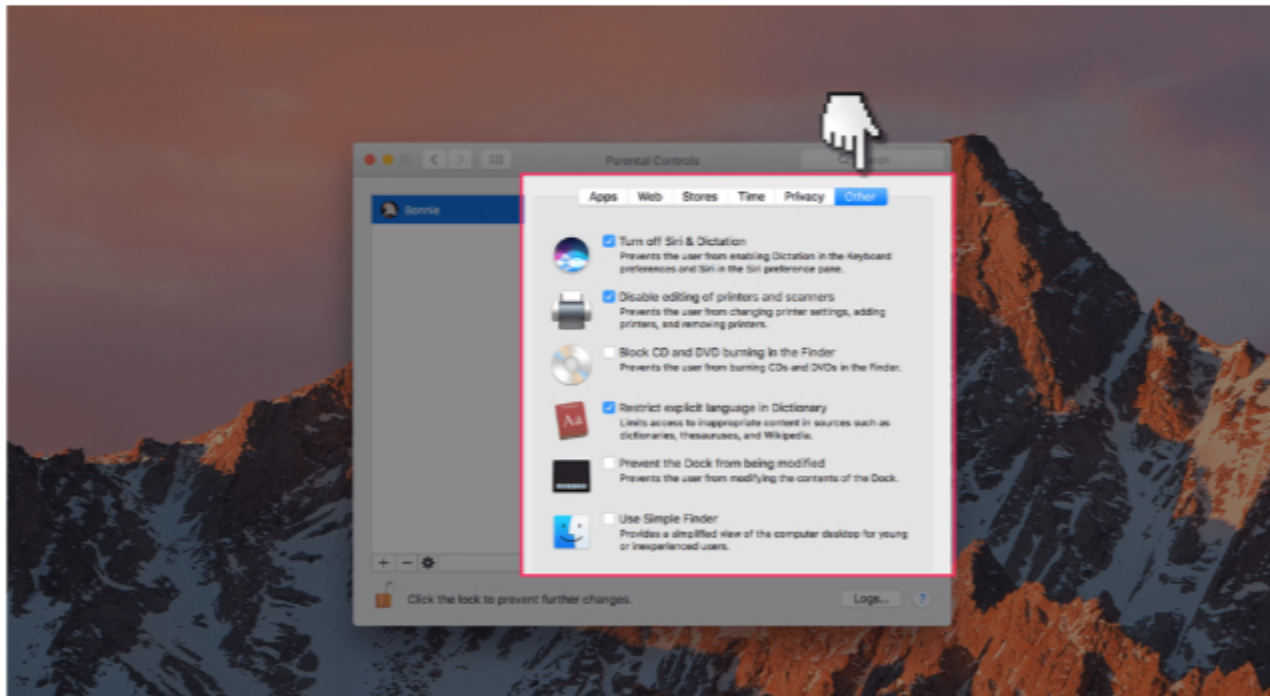 Parental Controls
Bonnie
Apps Web Stores Time Privacy Other
Turn off Siri & Dictation
Prevents the user from enabling Dictation in the Keyboard
preferences and Siri in the Siri preference pane.
Disable editing of printers and scanners
Prevents the user from changing printer settings, adding
printers, and removing printers.
Block CD and DVD burning in the Finder
Prevents the user from burning CDs and DVDs in the Finder.
Aa
Restrict explicit language in Dictionary
Limits access to inappropriate content in sources such as
dictionaries, thesauruses, and Wikipedia.
Prevent the Dock from being modified
Prevents the user from modifying the contents of the Dock.
Use Simple Finder
Provides a simplified view of the computer desktop for young
or inexperienced users.
Click the lock to prevent further changes.
Logs... ?